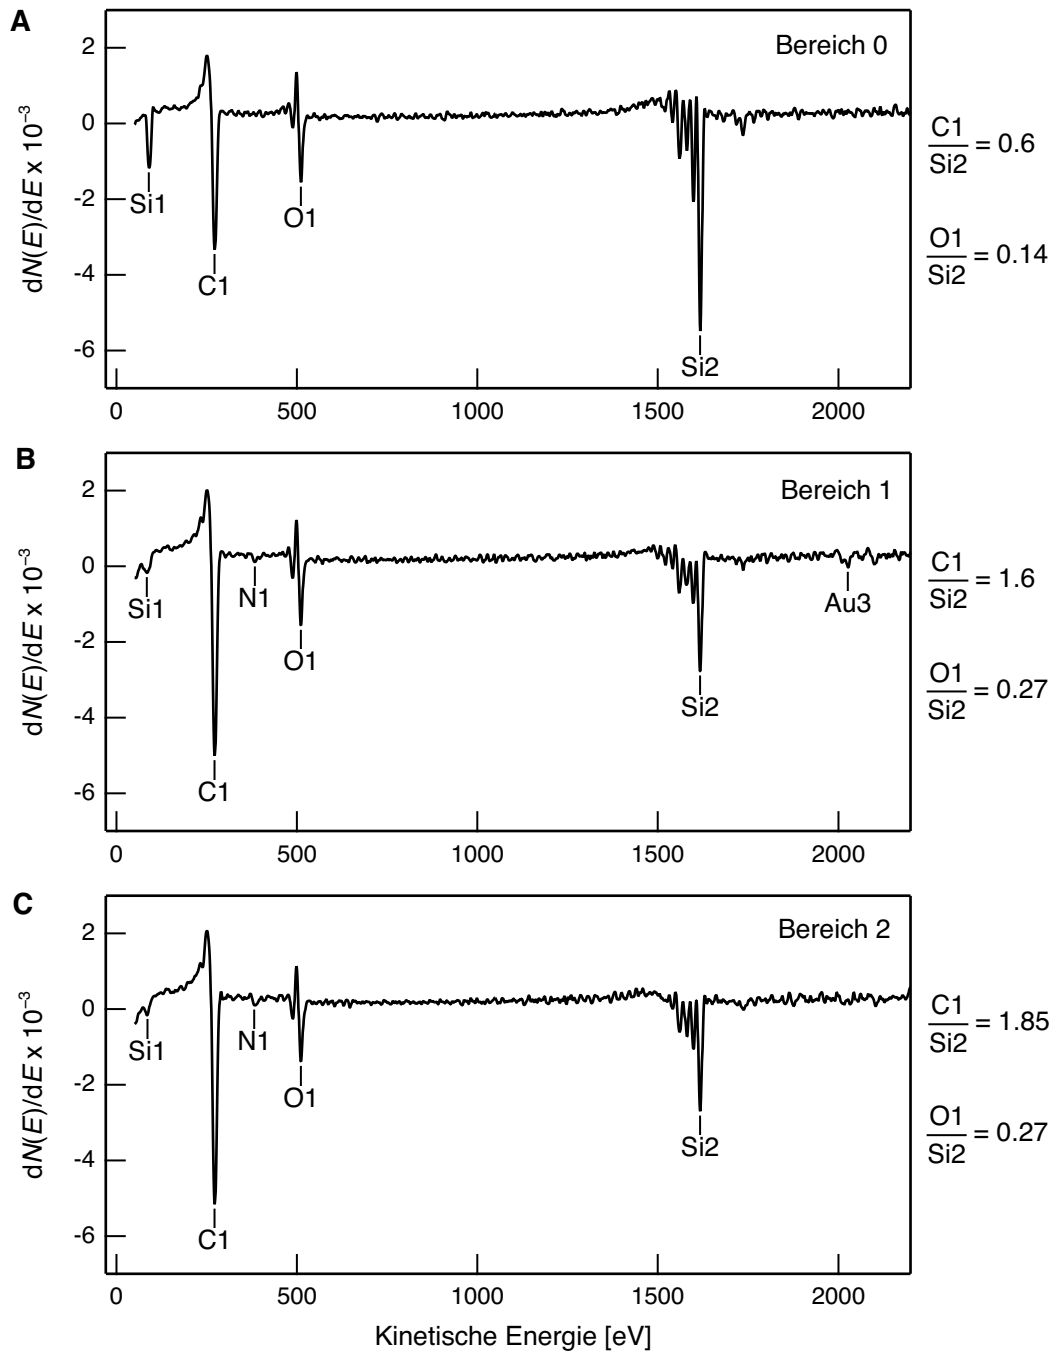 A
Bereich 0
2
0
-2
-4
-6
dN(E)/dE x 10⁻³
Si1
C1
O1
Si2
0 500 1000 1500 2000
C1
Si2 = 0.6
O1
Si2 = 0.14
B
Bereich 1
2
0
-2
-4
-6
dN(E)/dE x 10⁻³
Si1
N1
Au3
O1
Si2
C1
0 500 1000 1500 2000
C1
Si2 = 1.6
O1
Si2 = 0.27
C
Bereich 2
2
0
-2
-4
-6
dN(E)/dE x 10⁻³
Si1
N1
O1
Si2
C1
0 500 1000 1500 2000
C1
Si2 = 1.85
O1
Si2 = 0.27
Kinetische Energie [eV]